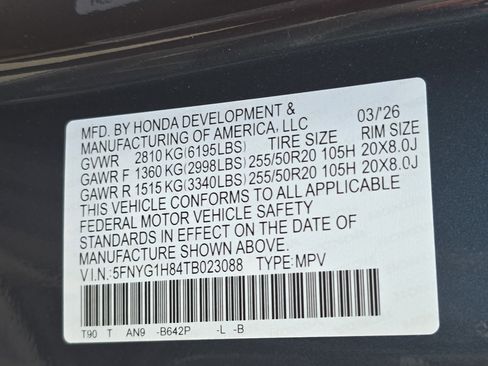 MFD. BY HONDA DEVELOPMENT & 03/'26
MANUFACTURING OF AMERICA, LLC
GVWR 2810 KG(6195LBS) TIRE SIZE RIM SIZE
GAWR F 1360 KG(2998LBS) 255/50R20 105H 20X8.0J
GAWR R 1515 KG(3340LBS) 255/50R20 105H 20X8.0J
THIS VEHICLE CONFORMS TO ALL APPLICABLE
FEDERAL MOTOR VEHICLE SAFETY
STANDARDS IN EFFECT ON THE DATE OF
MANUFACTURE SHOWN ABOVE.
V.I.N.:5FNYG1H84TB023088 TYPE:MPV
T90 T AN9 -B642P -L -B